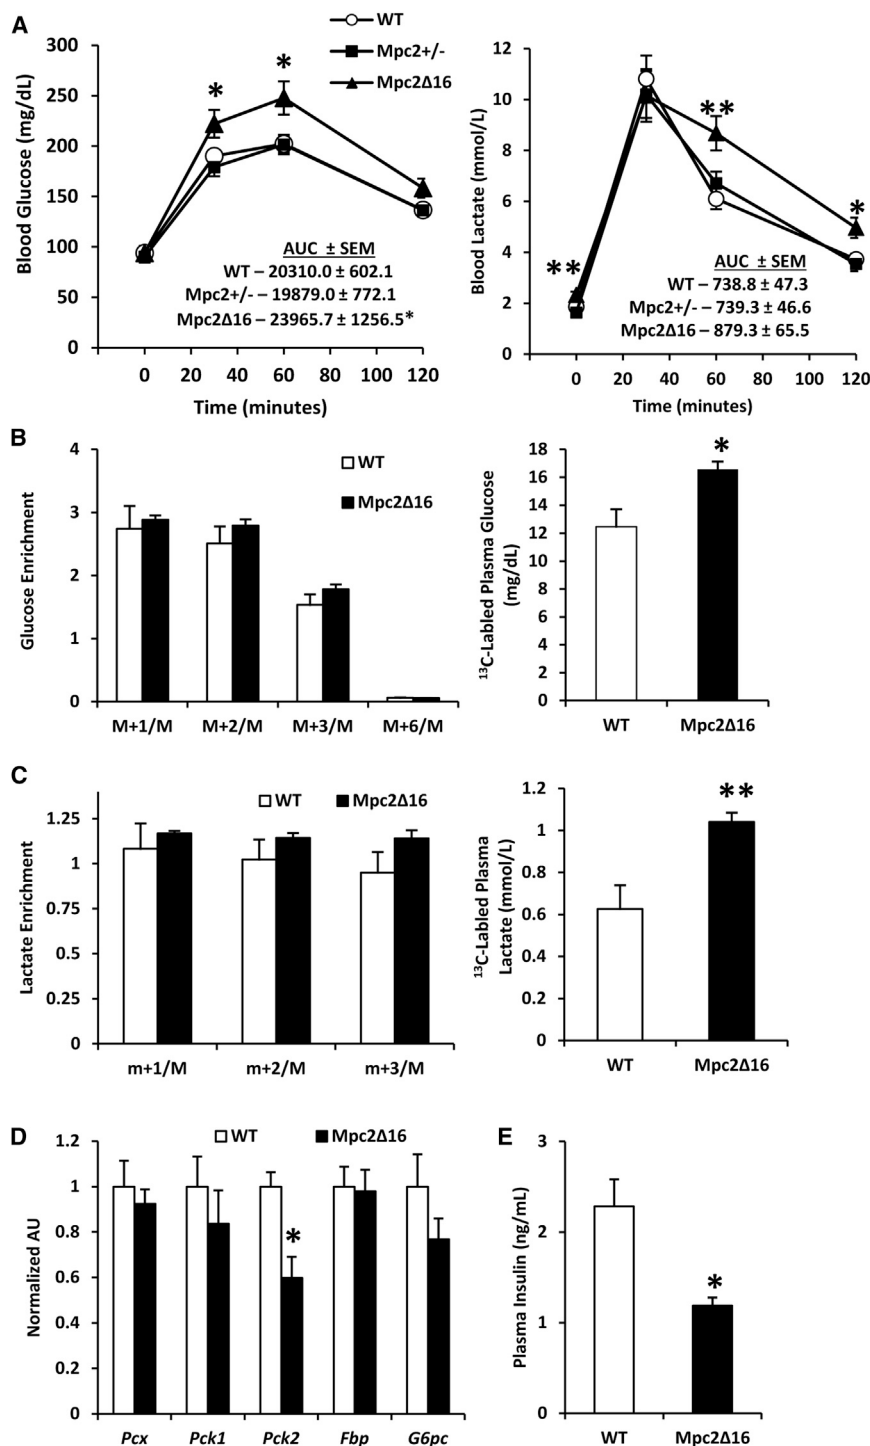 A
WT
Mpc2+/-
Mpc2Δ16
Blood Glucose (mg/dL)
300
250
200
150
100
50
0
* *
AUC ± SEM
WT – 20310.0 ± 602.1
Mpc2+/- – 19879.0 ± 772.1
Mpc2Δ16 – 23965.7 ± 1256.5*
0 20 40 60 80 100 120
Time (minutes)
Blood Lactate (mmol/L)
12
10
8
6
4
2
0
** ** *
AUC ± SEM
WT – 738.8 ± 47.3
Mpc2+/- – 739.3 ± 46.6
Mpc2Δ16 – 879.3 ± 65.5
0 20 40 60 80 100 120
Time (minutes)
B
Glucose Enrichment
4
3
2
1
0
WT
Mpc2Δ16
M+1/M M+2/M M+3/M M+6/M
¹³C-Labled Plasma Glucose
(mg/dL)
18
16
14
12
10
8
6
4
2
0
*
WT Mpc2Δ16
C
Lactate Enrichment
1.25
1
0.75
0.5
0.25
0
WT Mpc2Δ16
m+1/M m+2/M m+3/M
¹³C-Labled Plasma
Lactate (mmol/L)
1.2
1
0.8
0.6
0.4
0.2
0
**
WT Mpc2Δ16
D
Normalized AU
1.2
1
0.8
0.6
0.4
0.2
0
WT Mpc2Δ16
*
Pcx Pck1 Pck2 Fbp G6pc
E
Plasma Insulin (ng/mL)
3
2
1
0
*
WT Mpc2Δ16